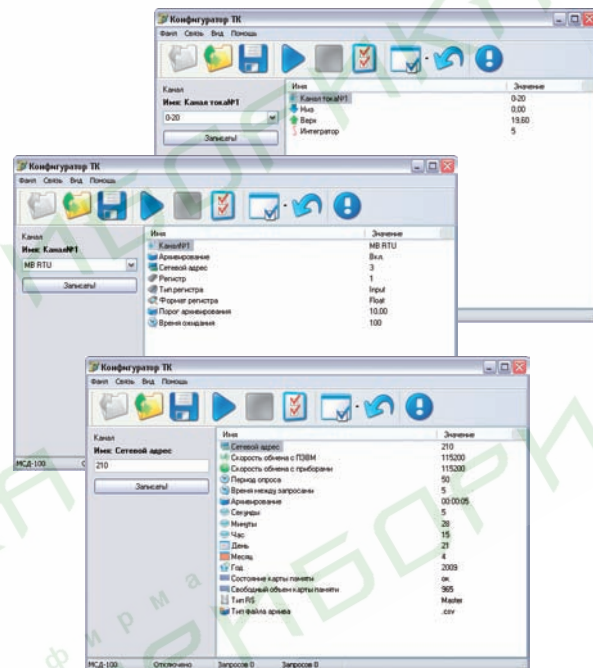 Конфигуратор ТК
Файл Связь Вид Помощь
Канал
Имя: Канал тока№1
0-20
Записать!
Имя Значение
Канал тока№1 0-20
Низ 0,00
Верх 19,60
Интегратор 5
Конфигуратор ТК
Файл Связь Вид Помощь
Канал
Имя: Канал№1
MB RTU
Записать!
Имя Значение
Канал№1 MB RTU
Архивирование Вкл.
Сетевой адрес 3
Регистр 1
Тип регистра Input
Формат регистра Float
Порог архивирования 10,00
Время ожидания 100
МСД-100
Конфигуратор ТК
Файл Связь Вид Помощь
Канал
Имя: Сетевой адрес
210
Записать!
Имя Значение
Сетевой адрес 210
Скорость обмена с ПЭВМ 115200
Скорость обмена с приборами 115200
Период опроса 50
Время между запросами 5
Архивирование 00:00:05
Секунды 5
Минуты 28
Час 15
День 21
Месяц 4
Год 2009
Состояние карты памяти ок.
Свободный объем карты памяти 965
Тип RS Master
Тип файла архива .csv
МСД-100 Отключено Запросов 0 Запросов 0
фирма